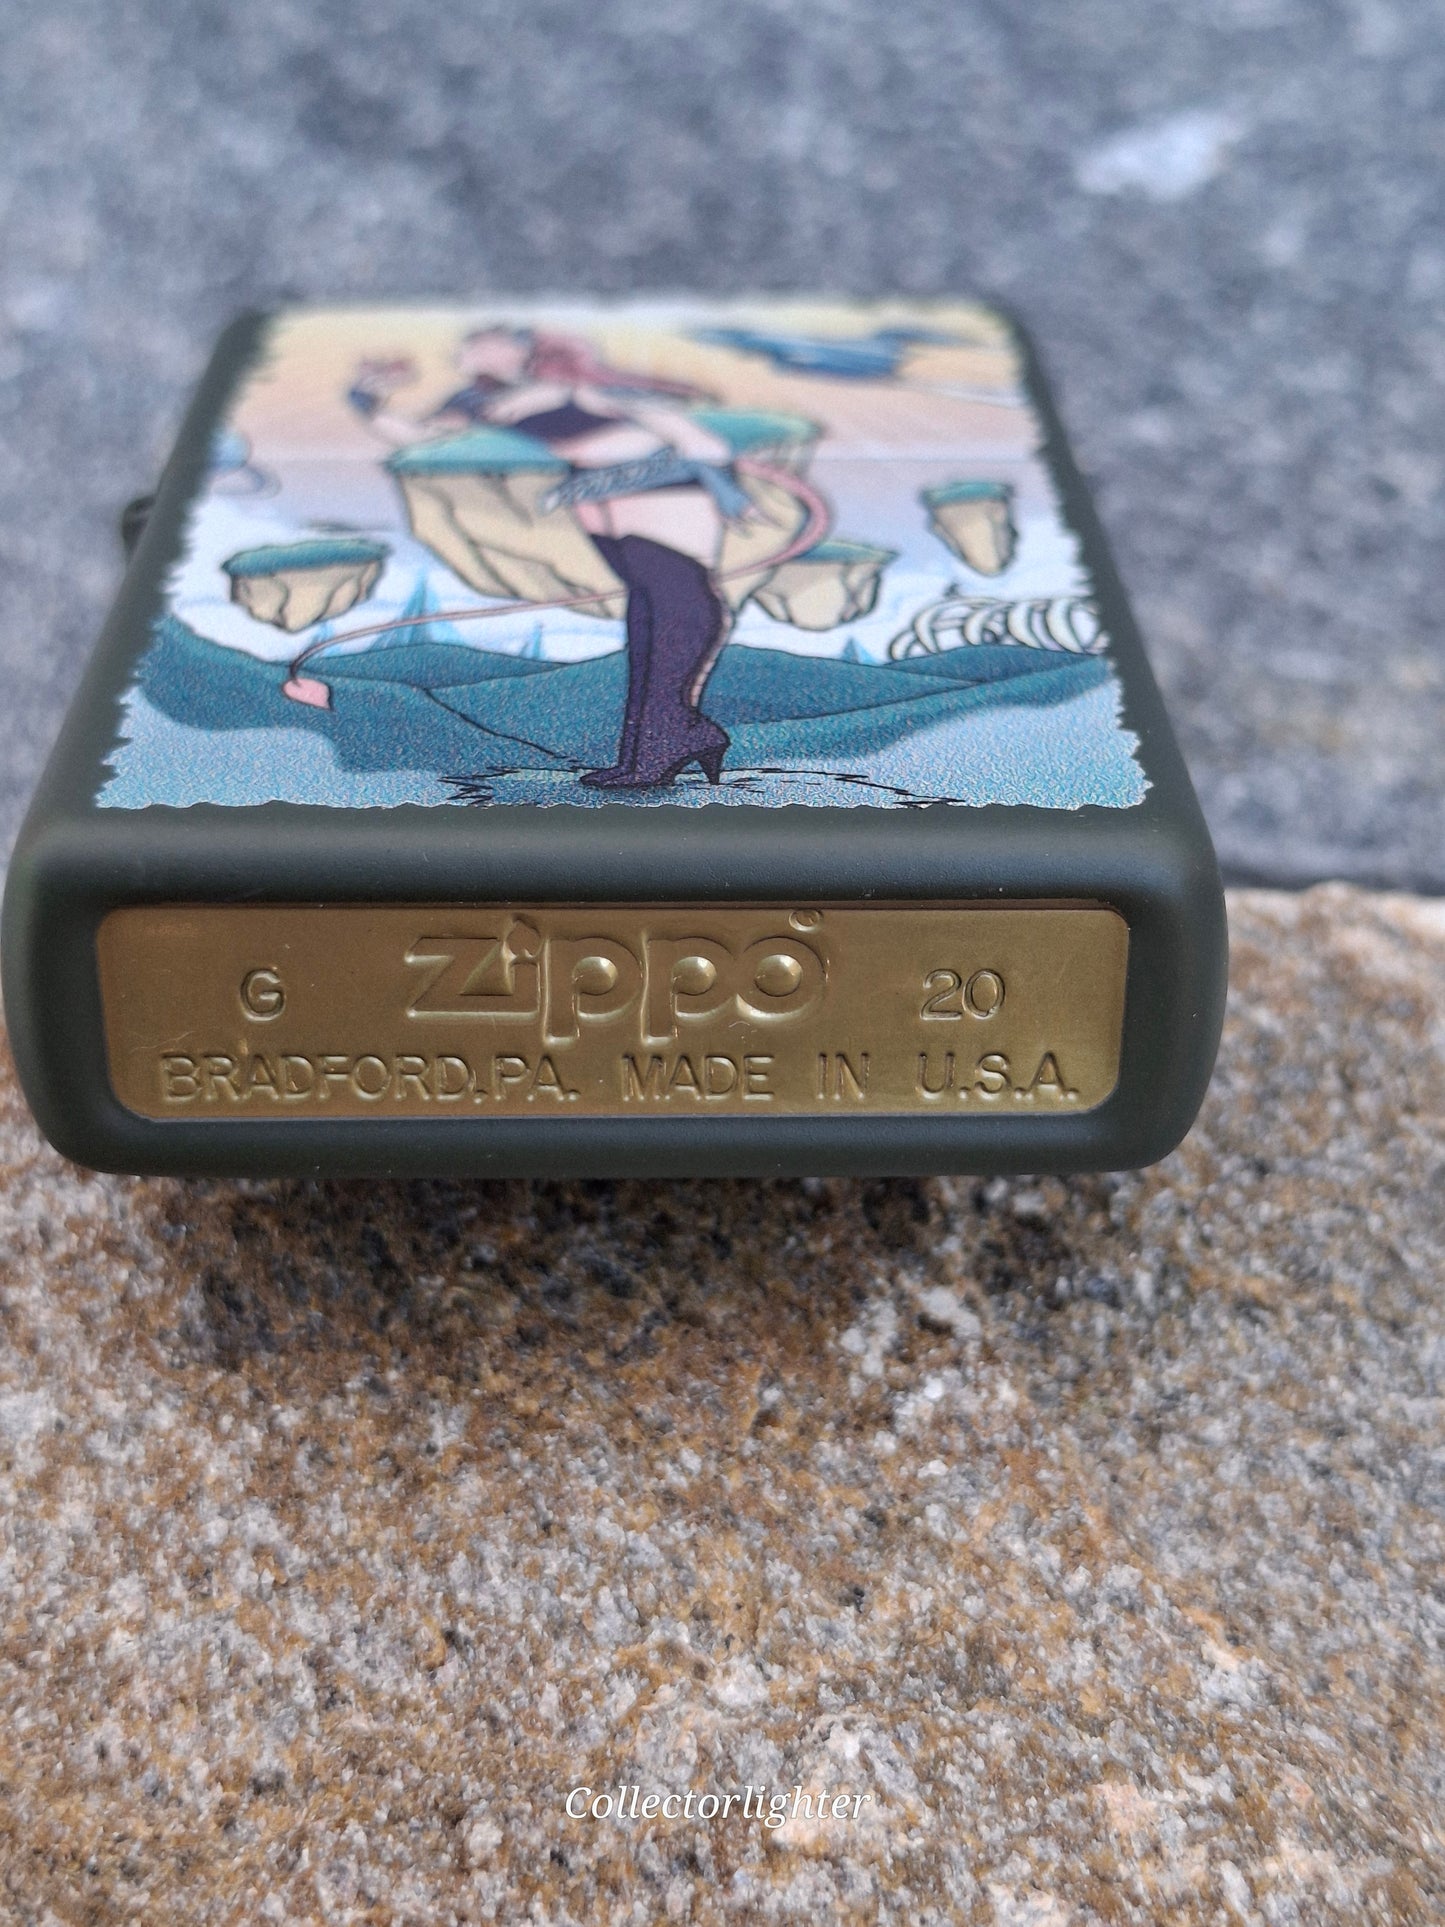 G zippo® 20
BRADFORD,PA. MADE IN U.S.A.
Collectorlighter